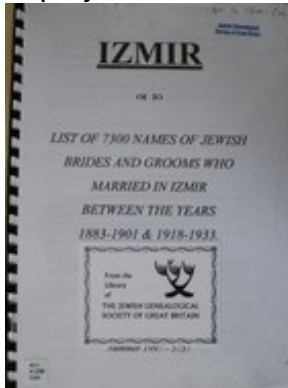 IZMIR
LIST OF 7300 NAMES OF JEWISH
BRIDES AND GROOMS WHO
MARRIED IN IZMIR
BETWEEN THE YEARS
1883-1901 & 1918-1933.
From the
Library
of
THE JEWISH GENEALOGICAL
SOCIETY OF GREAT BRITAIN